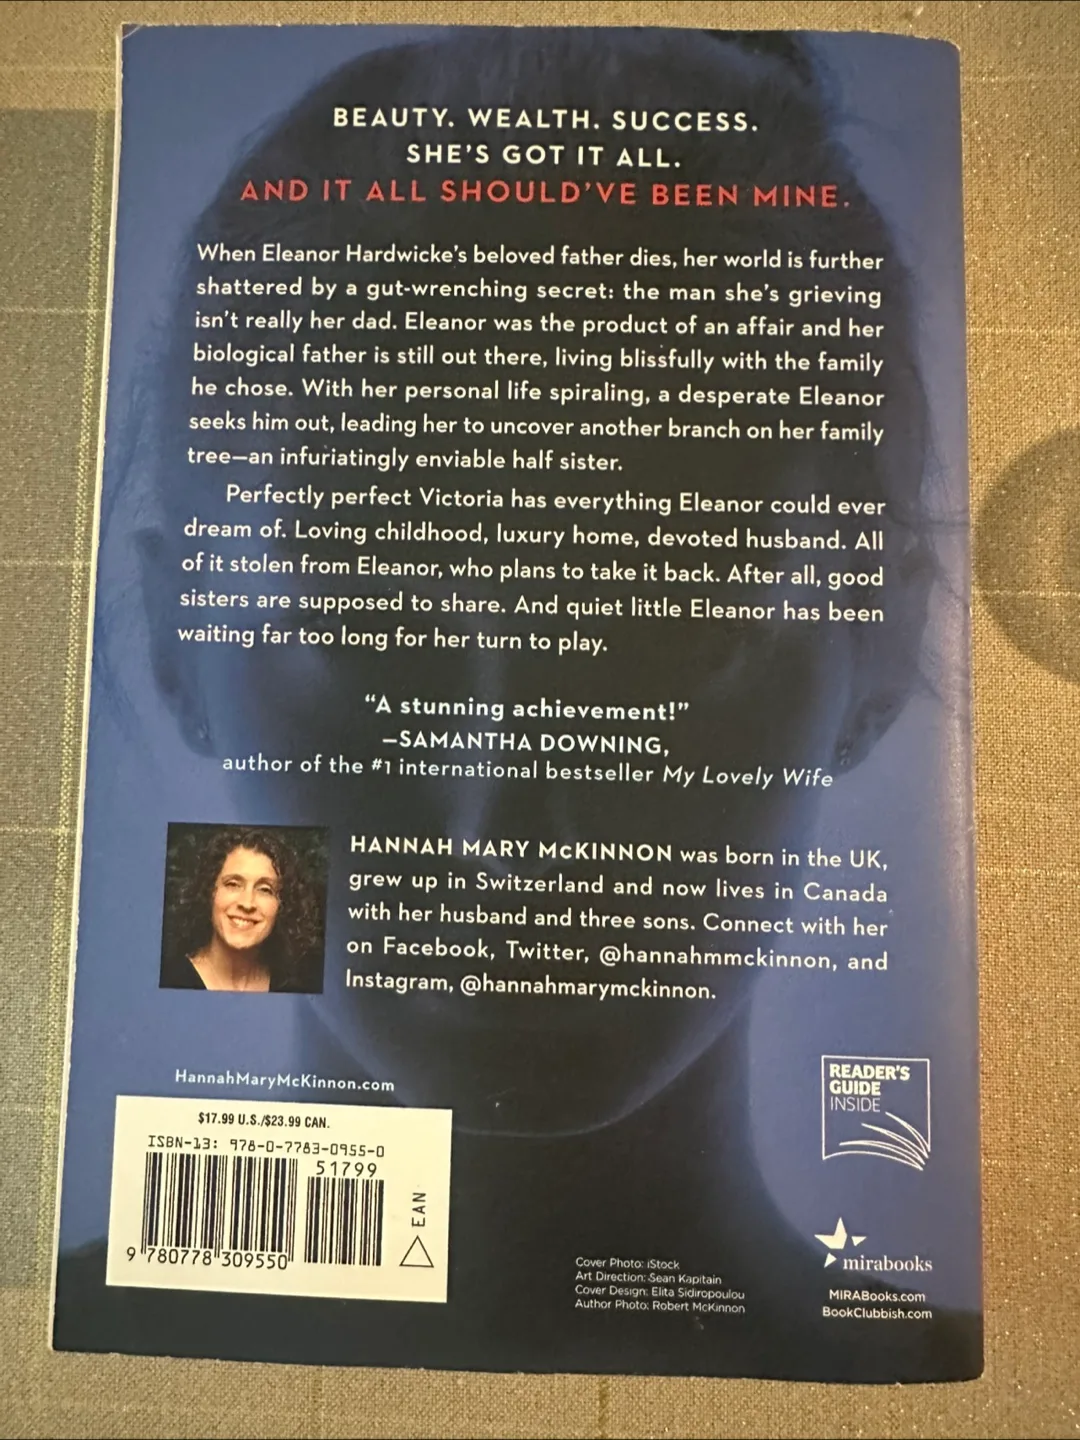 BEAUTY. WEALTH. SUCCESS.
SHE'S GOT IT ALL.
AND IT ALL SHOULD'VE BEEN MINE.
When Eleanor Hardwicke's beloved father dies, her world is further
shattered by a gut-wrenching secret: the man she's grieving
isn't really her dad. Eleanor was the product of an affair and her
biological father is still out there, living blissfully with the family
he chose. With her personal life spiraling, a desperate Eleanor
seeks him out, leading her to uncover another branch on her family
tree—an infuriatingly enviable half sister.
Perfectly perfect Victoria has everything Eleanor could ever
dream of. Loving childhood, luxury home, devoted husband. All
of it stolen from Eleanor, who plans to take it back. After all, good
sisters are supposed to share. And quiet little Eleanor has been
waiting far too long for her turn to play.
"A stunning achievement!"
—SAMANTHA DOWNING,
author of the #1 international bestseller My Lovely Wife
HANNAH MARY McKINNON was born in the UK,
grew up in Switzerland and now lives in Canada
with her husband and three sons. Connect with her
on Facebook, Twitter, @hannahmmckinnon, and
Instagram, @hannahmarymckinnon.
HannahMaryMcKinnon.com
$17.99 U.S./$23.99 CAN.
ISBN-13: 978-0-7783-0955-0
51799
EAN
9 780778 309550
READER'S
GUIDE
INSIDE
Cover Photo: iStock
Art Direction: Sean Kapitain
Cover Design: Elita Sidiropoulou
Author Photo: Robert McKinnon
mirabooks
MIRABooks.com
BookClubbish.com